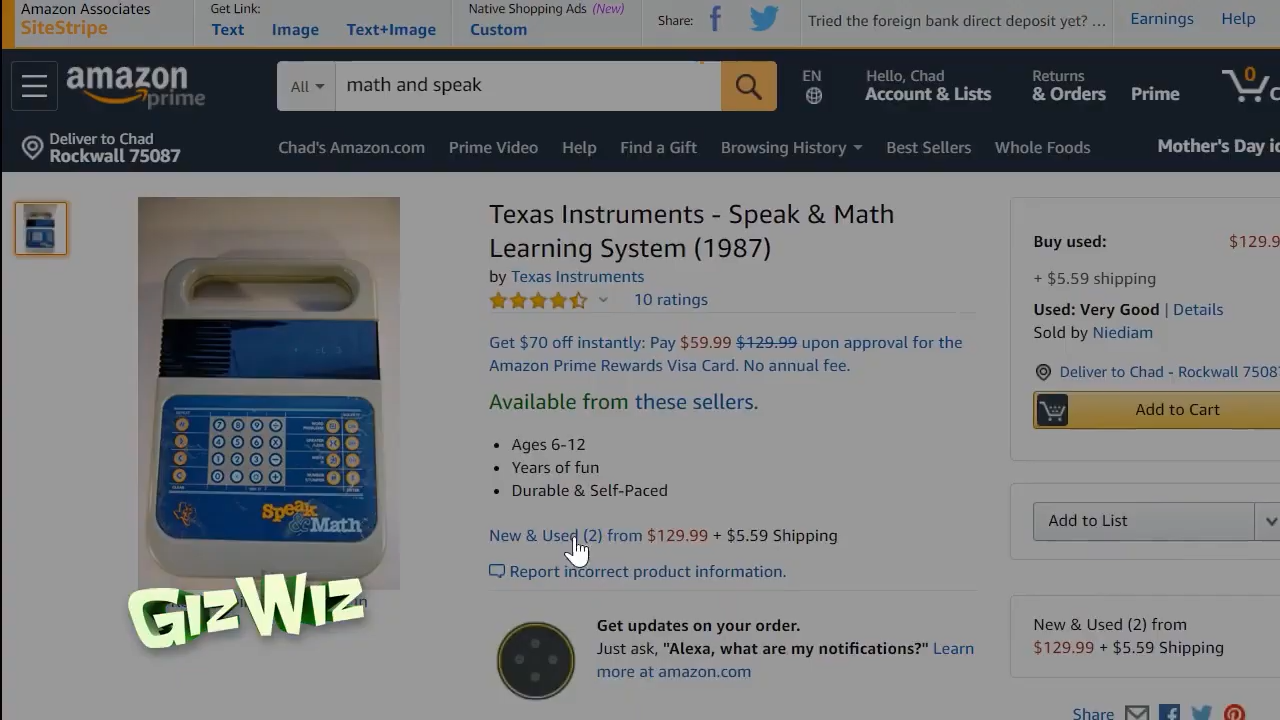 Amazon Associates
SiteStripe
Get Link:
Text Image Text+Image
Native Shopping Ads (New)
Custom
Share:
Tried the foreign bank direct deposit yet? ...
Earnings Help
amazon
prime
All
math and speak
EN
Hello, Chad
Account & Lists
Returns
& Orders
Prime
0
Deliver to Chad
Rockwall 75087
Chad's Amazon.com Prime Video Help Find a Gift Browsing History Best Sellers Whole Foods
Mother's Day
Texas Instruments - Speak & Math
Learning System (1987)
by Texas Instruments
10 ratings
Get $70 off instantly: Pay $59.99 $129.99 upon approval for the
Amazon Prime Rewards Visa Card. No annual fee.
Available from these sellers.
• Ages 6-12
• Years of fun
• Durable & Self-Paced
New & Used (2) from $129.99 + $5.59 Shipping
Report incorrect product information.
Get updates on your order.
Just ask, "Alexa, what are my notifications?" Learn
more at amazon.com
Buy used: $129.9
+ $5.59 shipping
Used: Very Good | Details
Sold by Niediam
Deliver to Chad - Rockwall 7508
Add to Cart
Add to List
New & Used (2) from
$129.99 + $5.59 Shipping
Share
Speak
& Math
GizWiz